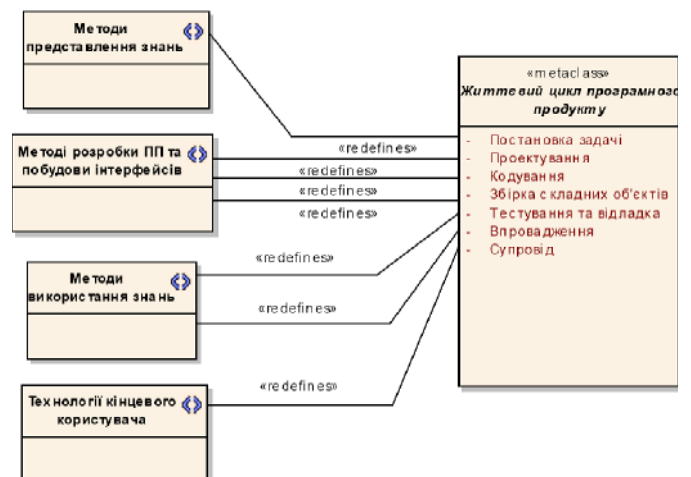 Методи
представлення знань
Методі розробки ПП та
побудови інтерфейсів
Методи
використання знань
Технології кінцевого
користувача
«redefines»
«redefines»
«redefines»
«redefines»
«redefines»
«redefines»
«redefines»
«metaclass»
Життєвий цикл програмного
продукту
- Постановка задачі
- Проектування
- Кодування
- Збірка складних об'єктів
- Тестування та відладка
- Впровадження
- Супровід